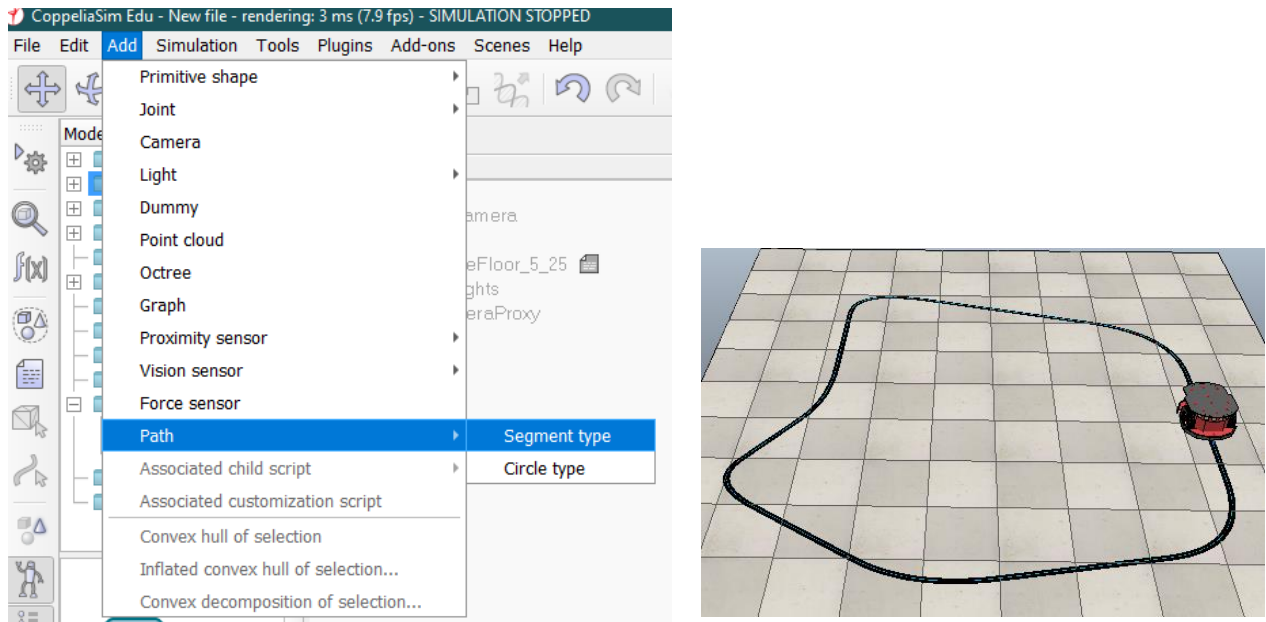 CoppeliaSim Edu - New file - rendering: 3 ms (7.9 fps) - SIMULATION STOPPED
File Edit Add Simulation Tools Plugins Add-ons Scenes Help
Primitive shape
Joint
Camera
Light
Dummy
Point cloud
Octree
Graph
Proximity sensor
Vision sensor
Force sensor
Path
Associated child script
Associated customization script
Convex hull of selection
Inflated convex hull of selection...
Convex decomposition of selection...
Segment type
Circle type
f(x)
Mode
amera
eFloor_5_25
ghts
eraProxy